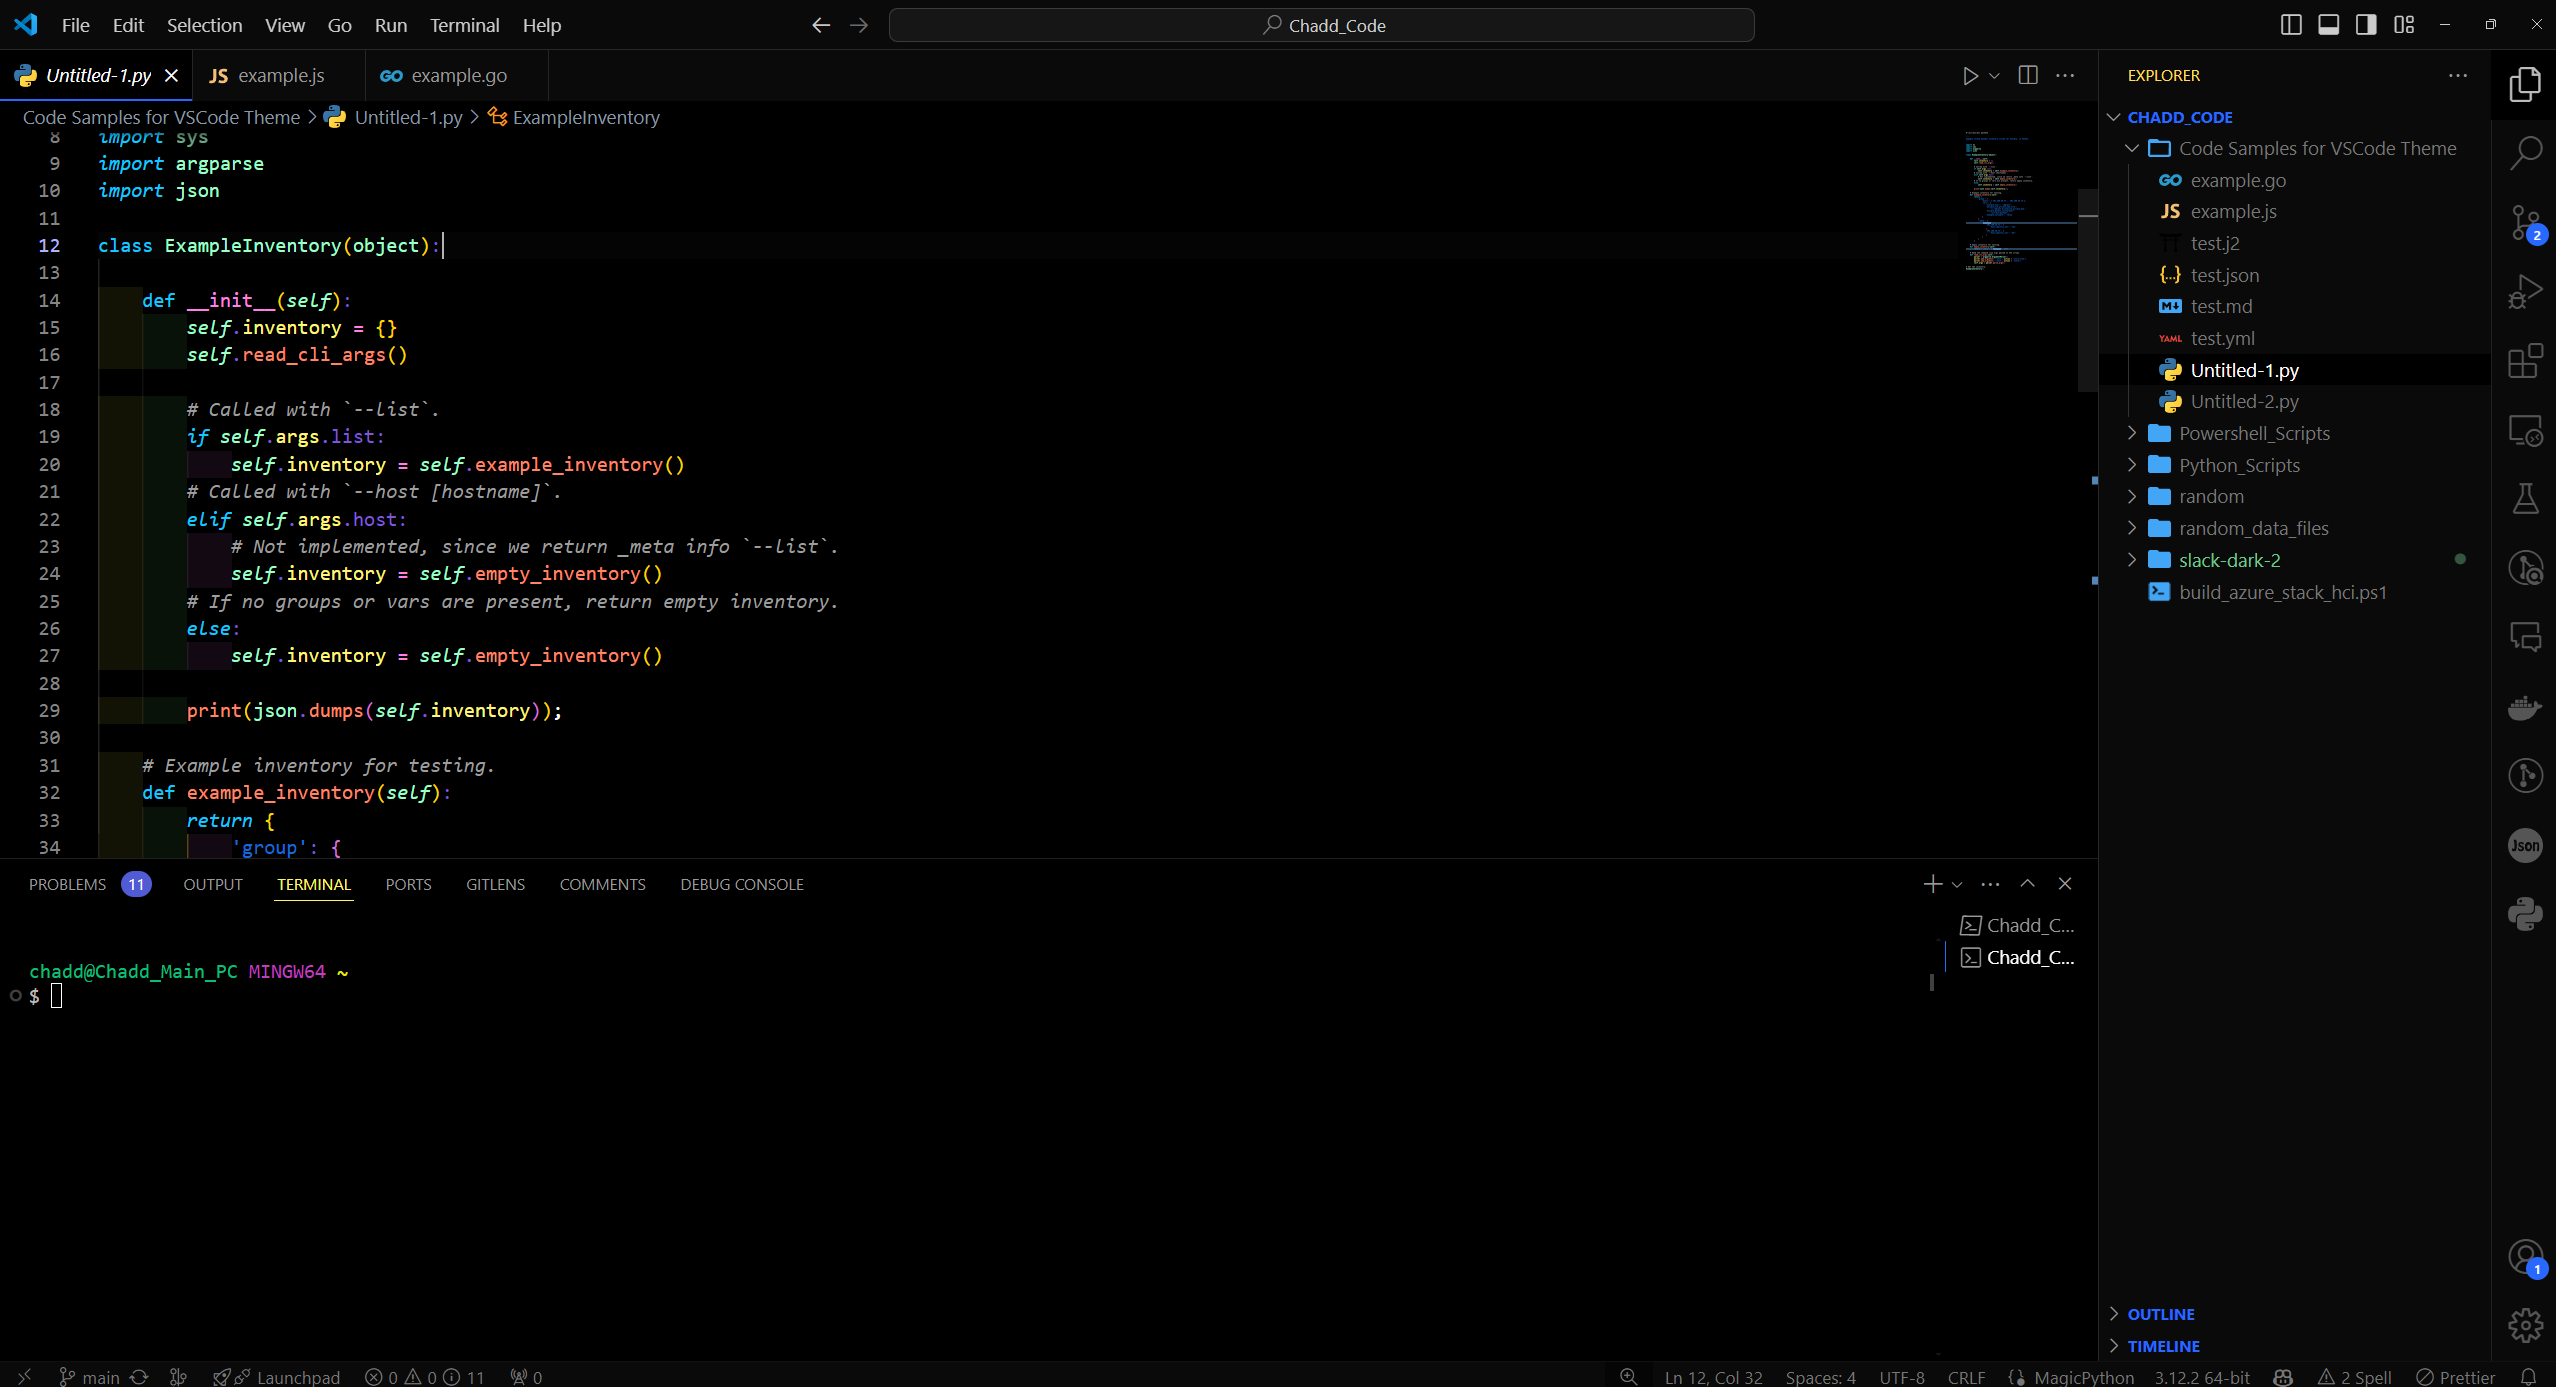 File Edit Selection View Go Run Terminal Help
Chadd_Code
Untitled-1.py
JS example.js
GO example.go
Code Samples for VSCode Theme > Untitled-1.py > ExampleInventory
8 import sys
9 import argparse
10 import json
11
12 class ExampleInventory(object):
13
14 def __init__(self):
15 self.inventory = {}
16 self.read_cli_args()
17
18 # Called with `--list`.
19 if self.args.list:
20 self.inventory = self.example_inventory()
21 # Called with `--host [hostname]`.
22 elif self.args.host:
23 # Not implemented, since we return _meta info `--list`.
24 self.inventory = self.empty_inventory()
25 # If no groups or vars are present, return empty inventory.
26 else:
27 self.inventory = self.empty_inventory()
28
29 print(json.dumps(self.inventory));
30
31 # Example inventory for testing.
32 def example_inventory(self):
33 return {
34 'group': {
PROBLEMS 11 OUTPUT TERMINAL PORTS GITLENS COMMENTS DEBUG CONSOLE
Chadd_C...
Chadd_C...
chadd@Chadd_Main_PC MINGW64 ~
$
EXPLORER
CHADD_CODE
Code Samples for VSCode Theme
GO example.go
JS example.js
test.j2
{...} test.json
M test.md
YAML test.yml
Untitled-1.py
Untitled-2.py
Powershell_Scripts
Python_Scripts
random
random_data_files
slack-dark-2
build_azure_stack_hci.ps1
OUTLINE
TIMELINE
2
Json
1
main Launchpad 0 0 11 0
Ln 12, Col 32 Spaces: 4 UTF-8 CRLF MagicPython 3.12.2 64-bit 2 Spell Prettier